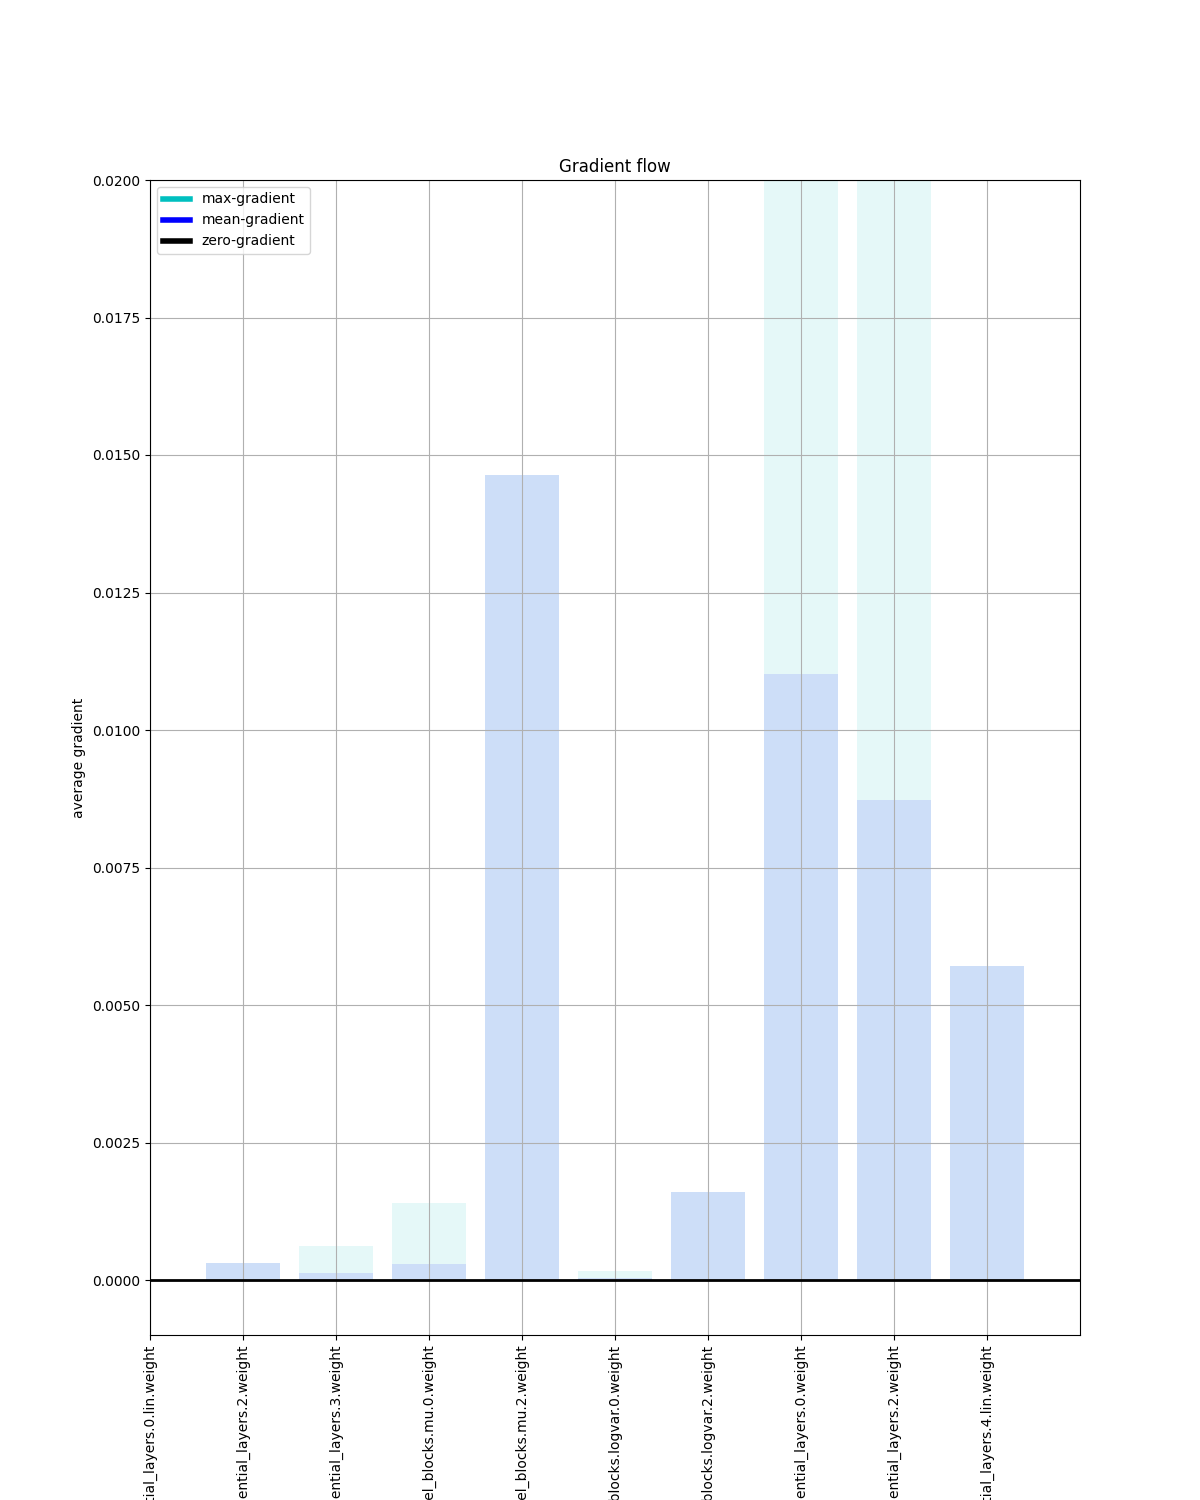 Gradient flow
max-gradient
mean-gradient
zero-gradient
average gradient
0.0200
0.0175
0.0150
0.0125
0.0100
0.0075
0.0050
0.0025
0.0000
tial_layers.0.lin.weight
ential_layers.2.weight
ential_layers.3.weight
el_blocks.mu.0.weight
el_blocks.mu.2.weight
blocks.logvar.0.weight
blocks.logvar.2.weight
ential_layers.0.weight
ential_layers.2.weight
tial_layers.4.lin.weight